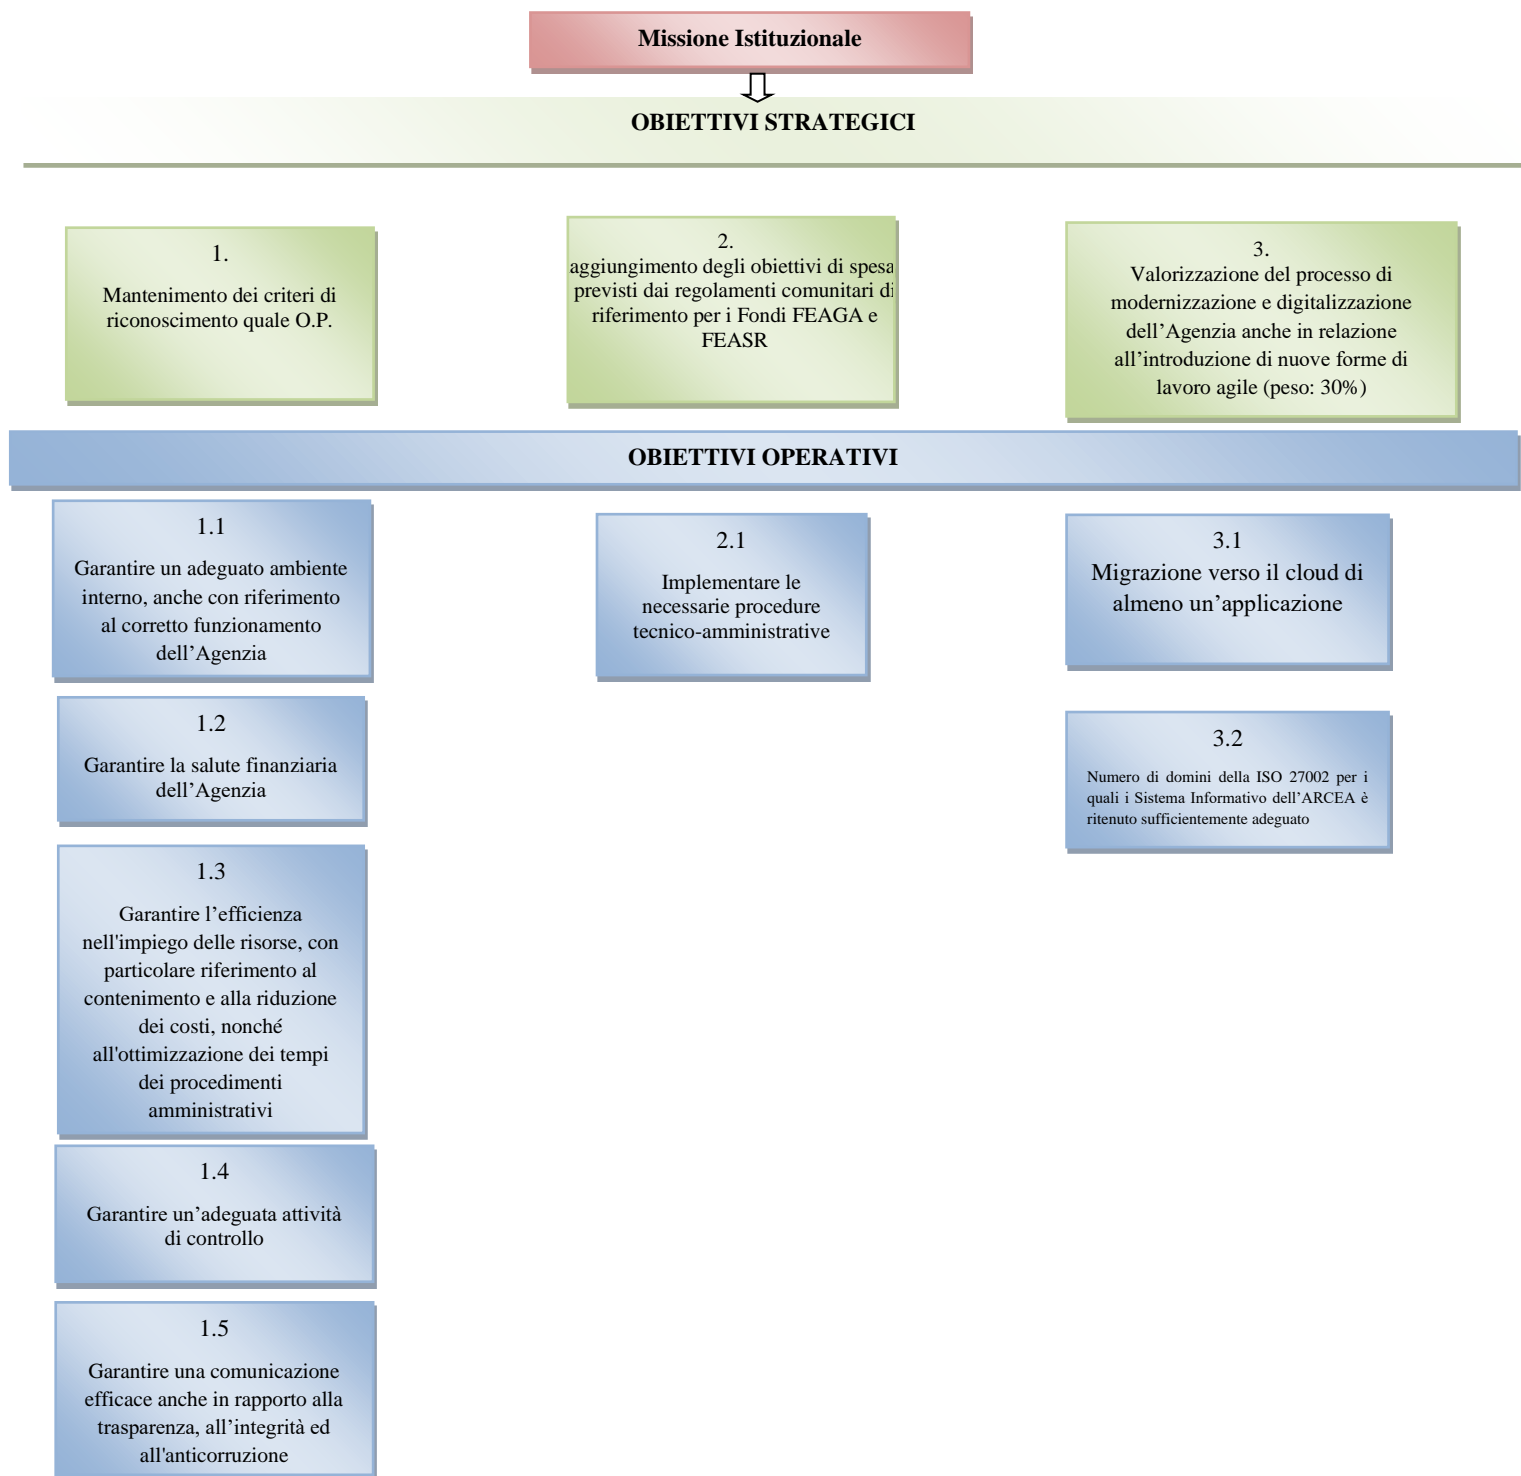 Missione Istituzionale
OBIETTIVI STRATEGICI
1.
Mantenimento dei criteri di
riconoscimento quale O.P.
2.
aggiungimento degli obiettivi di spesa
previsti dai regolamenti comunitari di
riferimento per i Fondi FEAGA e
FEASR
3.
Valorizzazione del processo di
modernizzazione e digitalizzazione
dell’Agenzia anche in relazione
all’introduzione di nuove forme di
lavoro agile (peso: 30%)
OBIETTIVI OPERATIVI
1.1
Garantire un adeguato ambiente
interno, anche con riferimento
al corretto funzionamento
dell’Agenzia
1.2
Garantire la salute finanziaria
dell’Agenzia
1.3
Garantire l’efficienza
nell'impiego delle risorse, con
particolare riferimento al
contenimento e alla riduzione
dei costi, nonché
all'ottimizzazione dei tempi
dei procedimenti
amministrativi
1.4
Garantire un’adeguata attività
di controllo
1.5
Garantire una comunicazione
efficace anche in rapporto alla
trasparenza, all’integrità ed
all'anticorruzione
2.1
Implementare le
necessarie procedure
tecnico-amministrative
3.1
Migrazione verso il cloud di
almeno un’applicazione
3.2
Numero di domini della ISO 27002 per i
quali i Sistema Informativo dell’ARCEA è
ritenuto sufficientemente adeguato